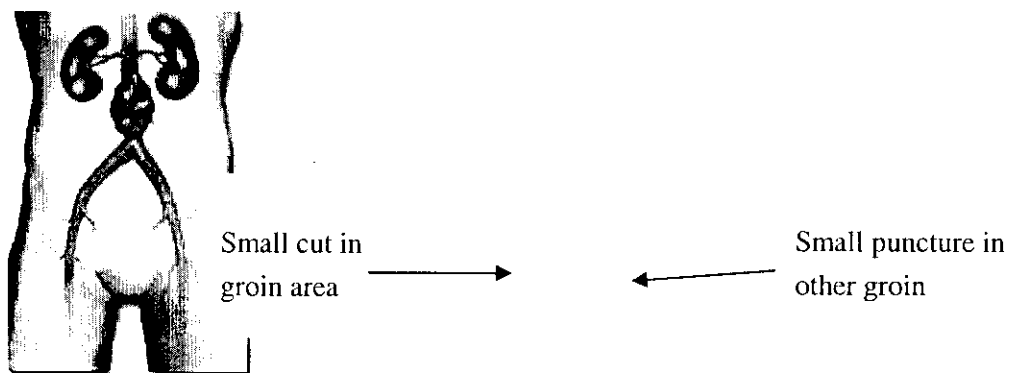 Small cut in
groin area
Small puncture in
other groin